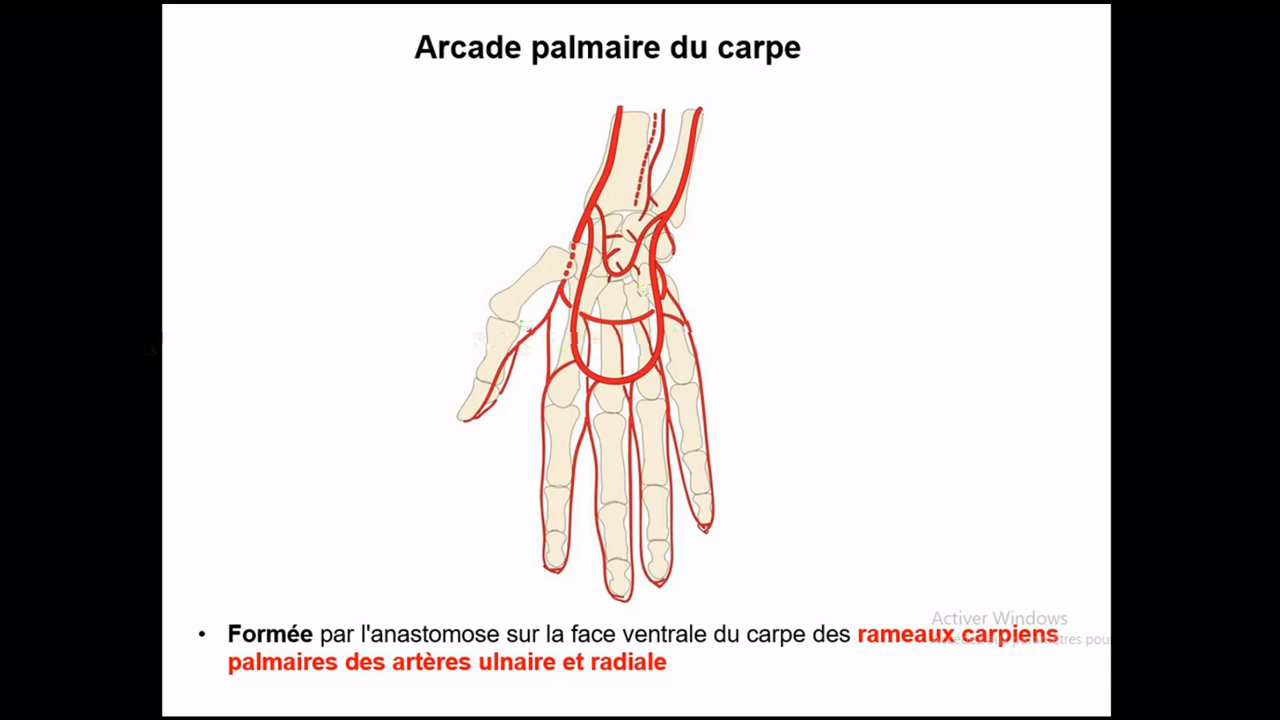 Arcade palmaire du carpe
Activer Windows
• Formée par l'anastomose sur la face ventrale du carpe des rameaux carpiens
palmaires des artères ulnaire et radiale